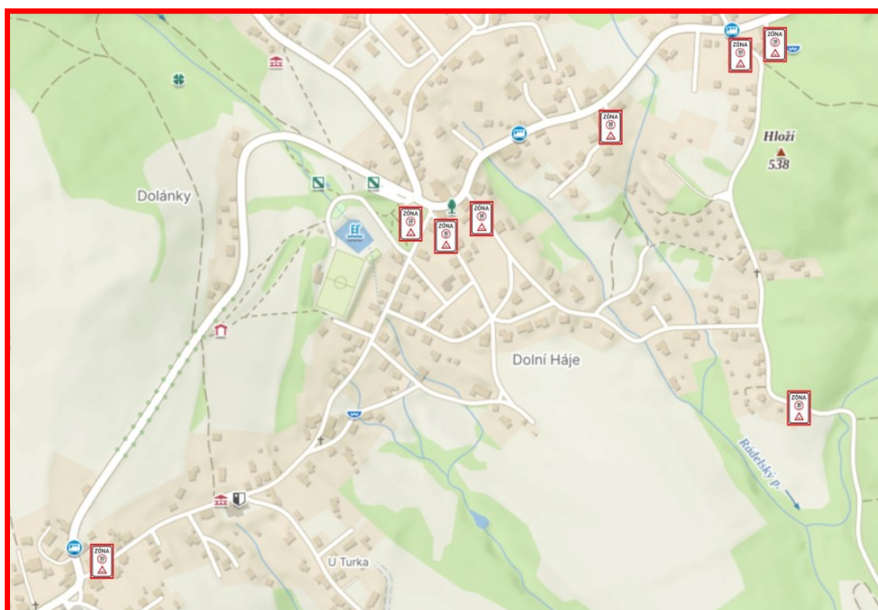 ZÓNA
ZÓNA
ZÓNA
Hloží
538
Dolánky
ZÓNA
ZÓNA
ZÓNA
Dolní Háje
ZÓNA
Rádelský p.
ZÓNA
U Turka